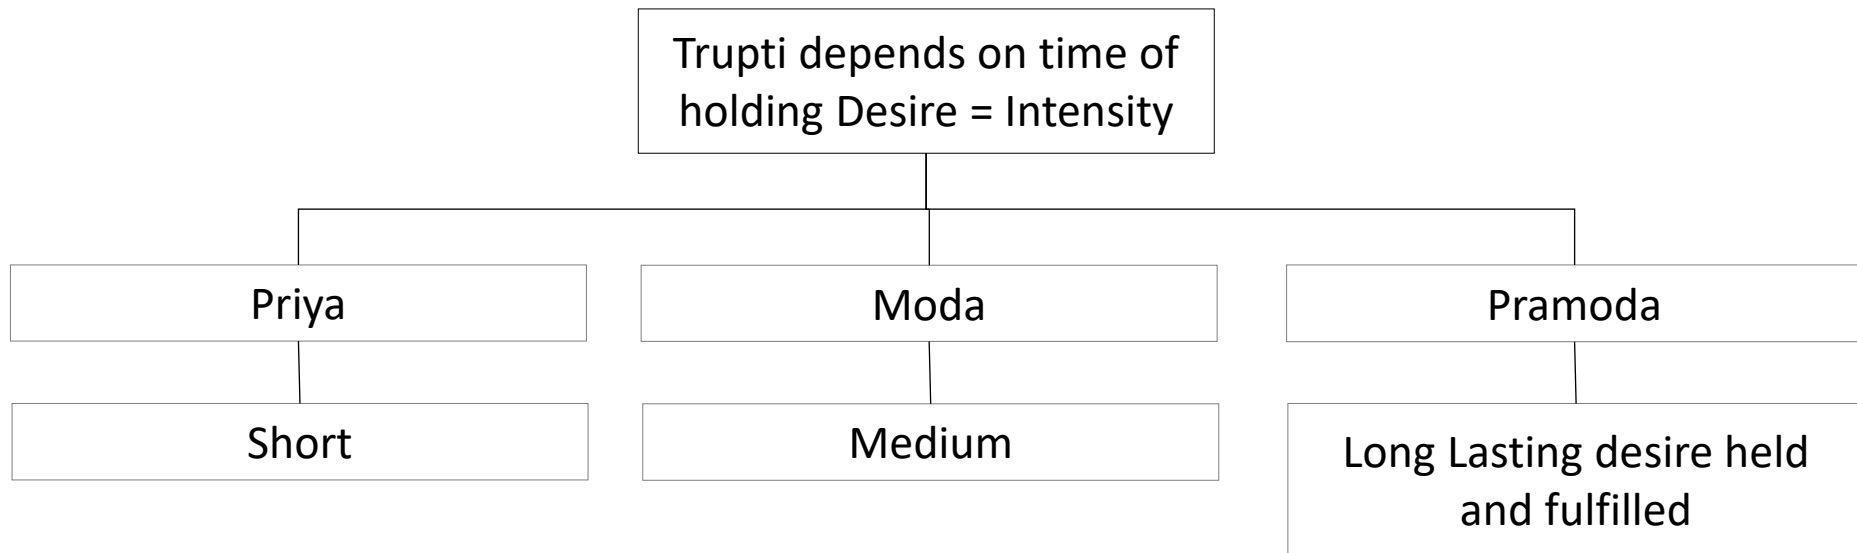 Trupti depends on time of
holding Desire = Intensity
Priya
Moda
Pramoda
Short
Medium
Long Lasting desire held
and fulfilled